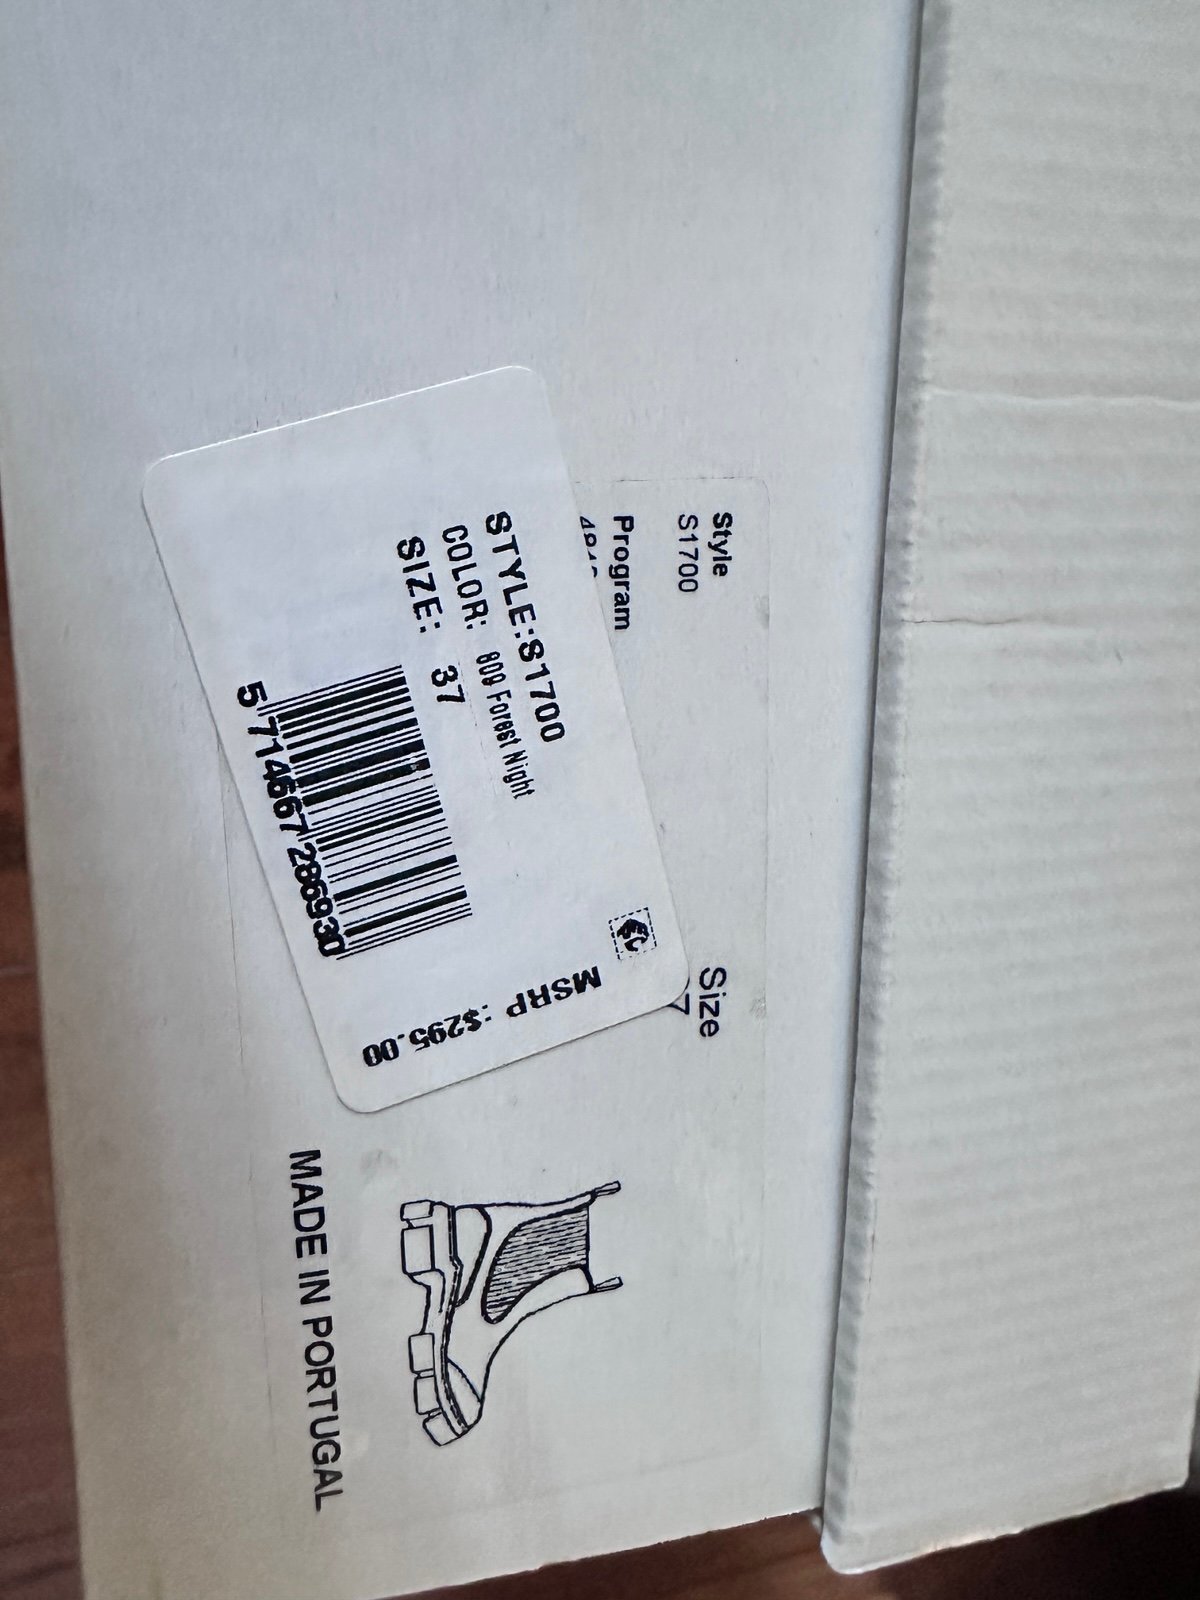 Style
S1700
Program
Size
7
STYLE:S1700
COLOR: 809 Forest Night
SIZE: 37
5 714667 286930
MSRP :$295.00
MADE IN PORTUGAL